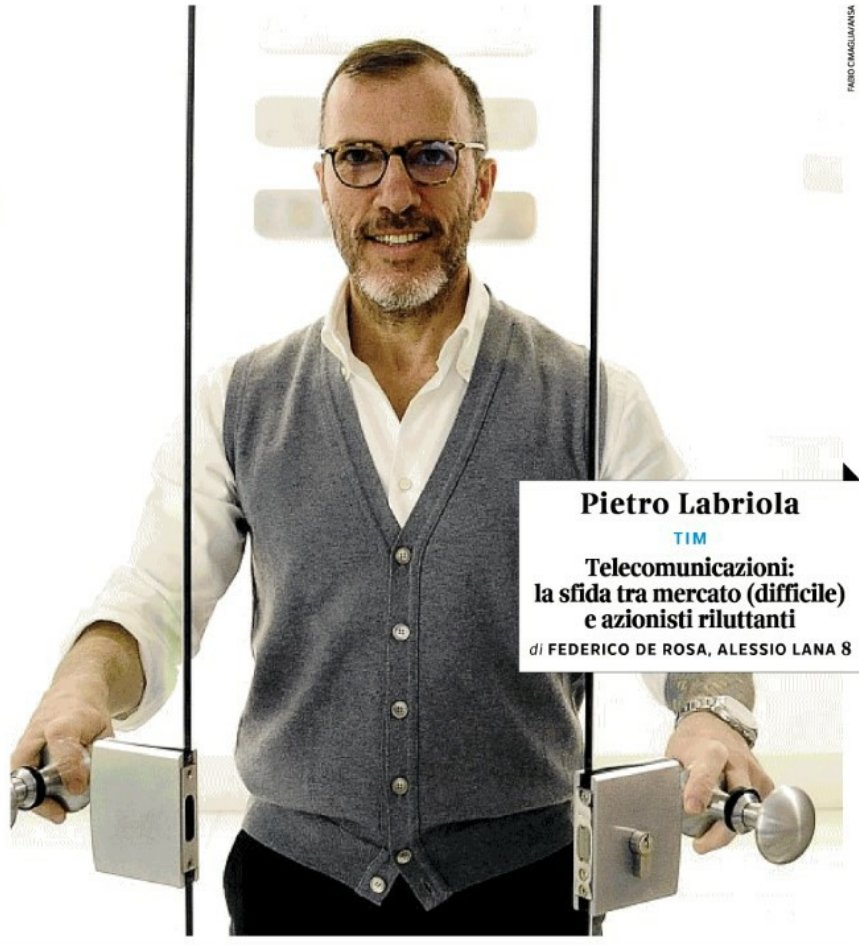 FABIO CIMAGLIA/ANSA
Pietro Labriola
TIM
Telecomunicazioni:
la sfida tra mercato (difficile)
e azionisti riluttanti
di FEDERICO DE ROSA, ALESSIO LANA 8